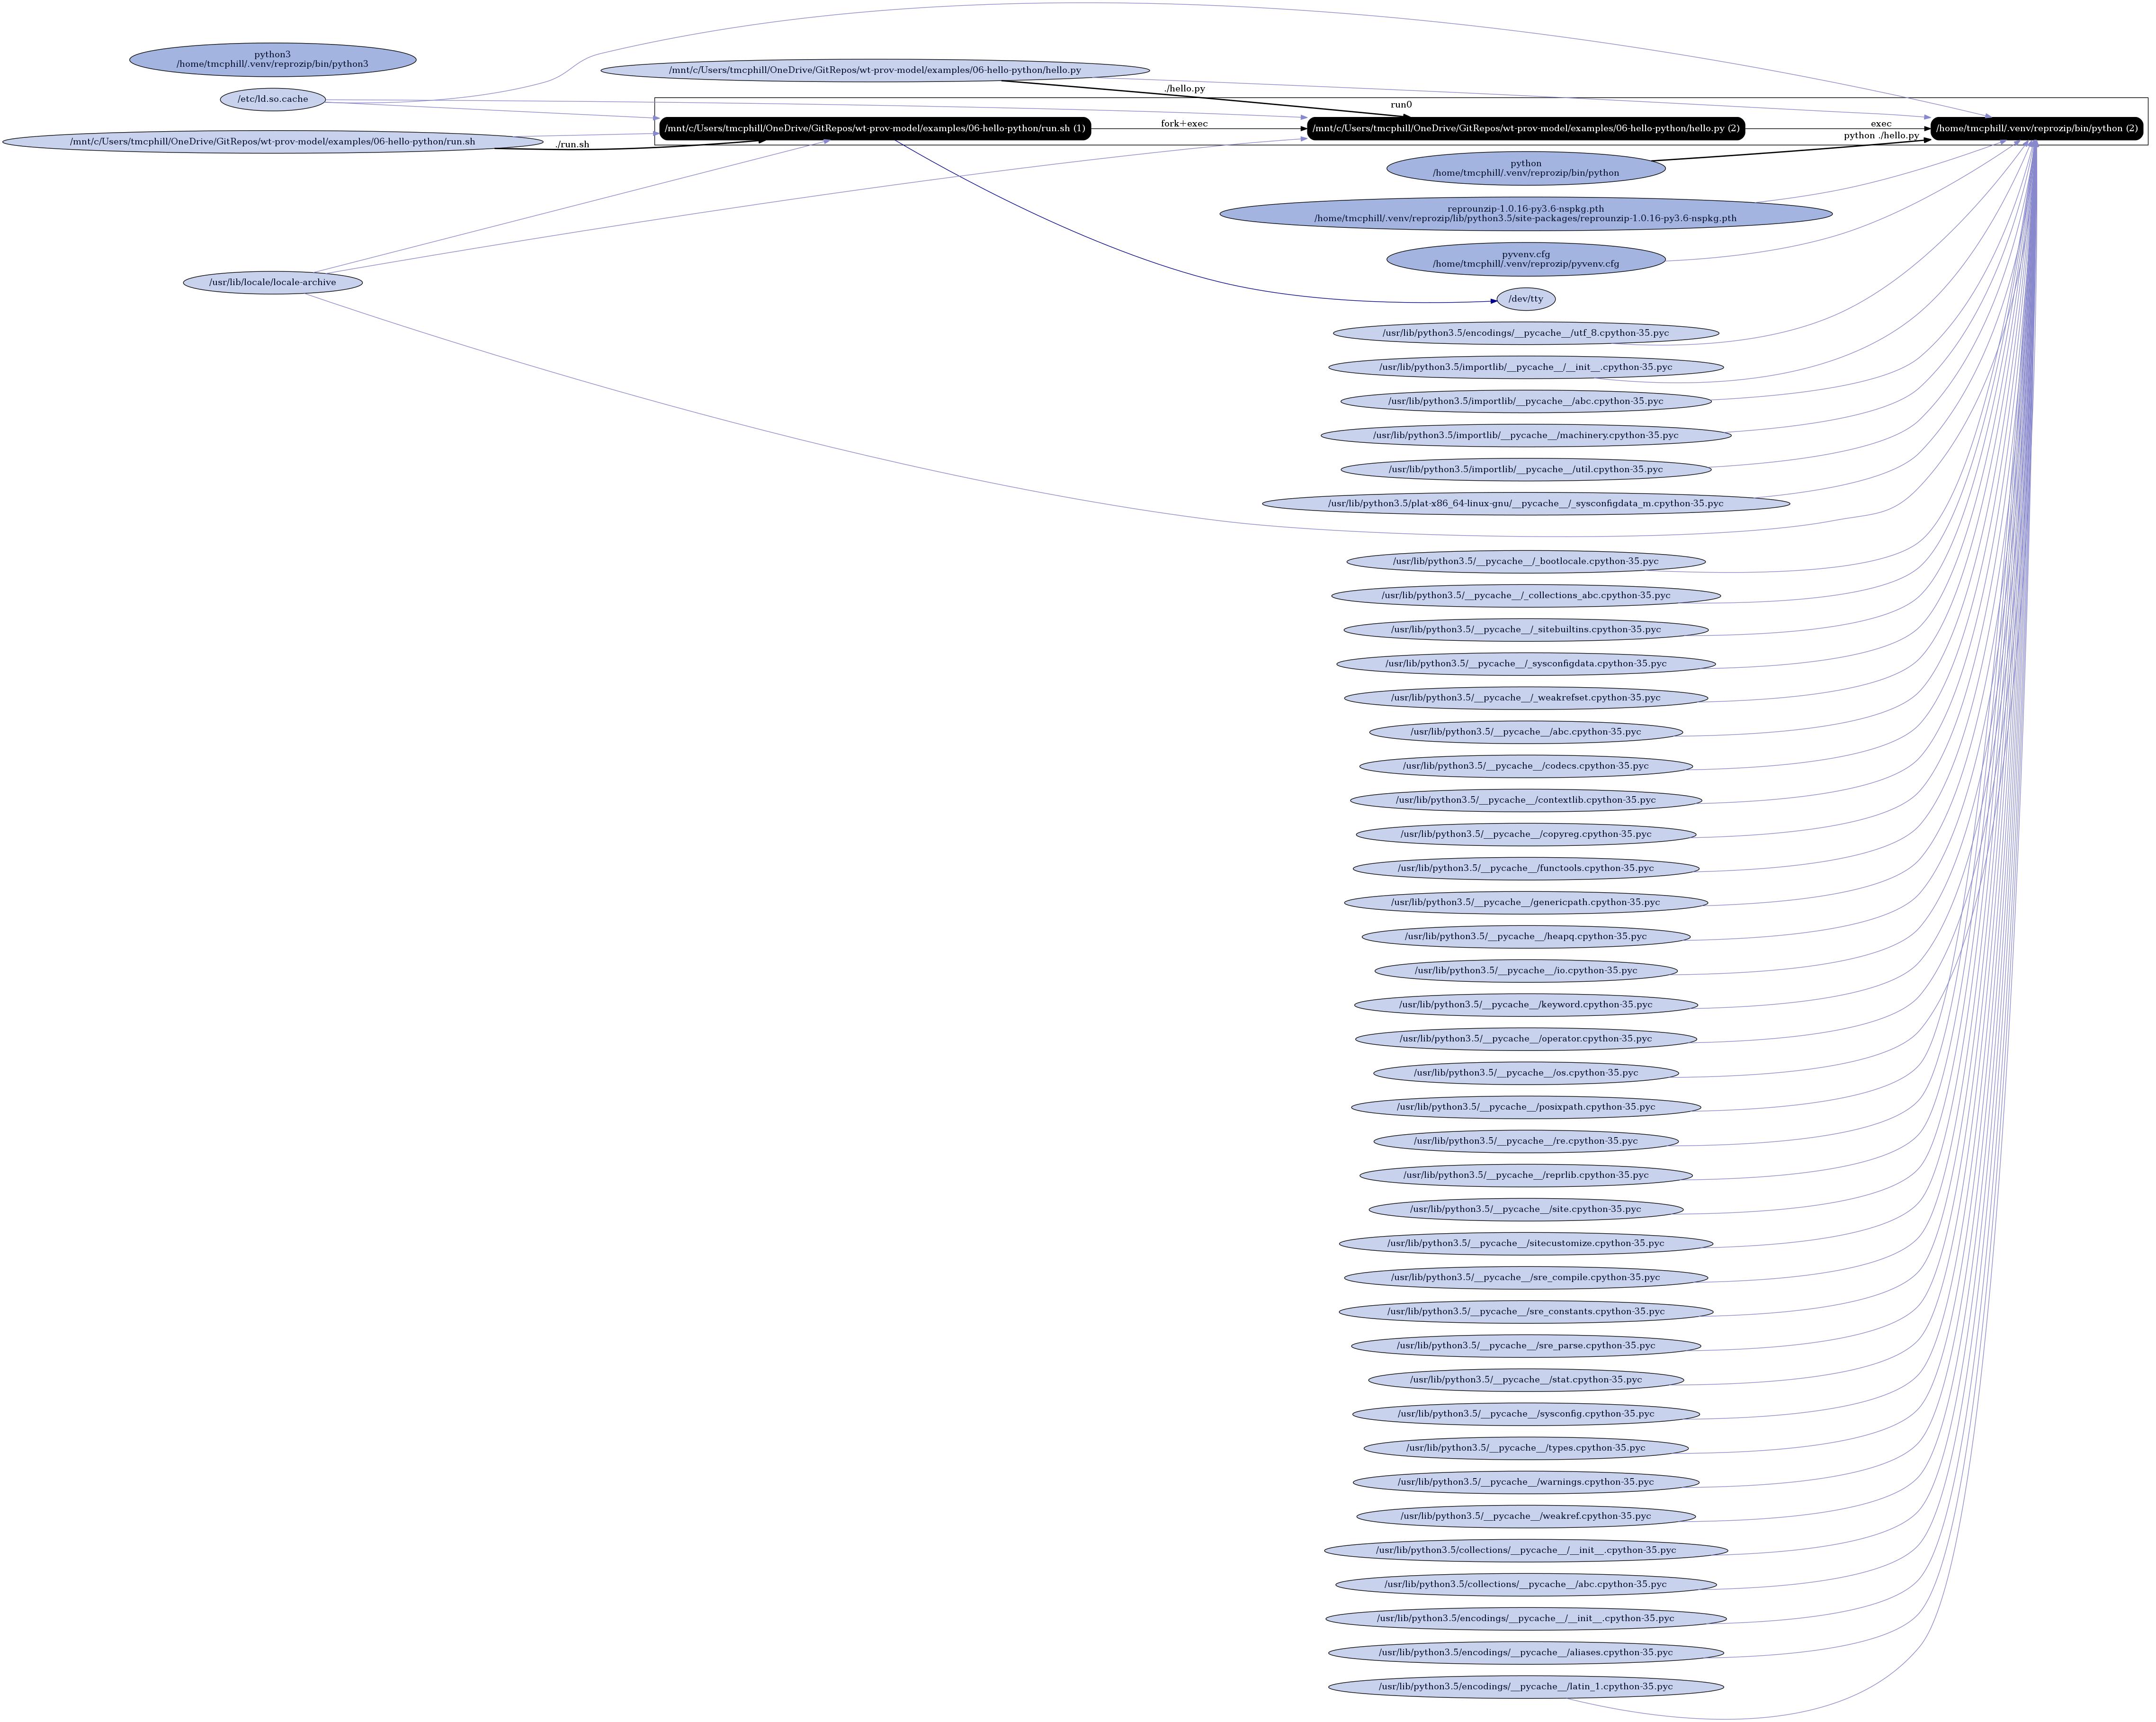 python3
/home/tmcphill/.venv/reprozip/bin/python3
/etc/ld.so.cache
/mnt/c/Users/tmcphill/OneDrive/GitRepos/wt-prov-model/examples/06-hello-python/run.sh
./run.sh
/usr/lib/locale/locale-archive
/mnt/c/Users/tmcphill/OneDrive/GitRepos/wt-prov-model/examples/06-hello-python/hello.py
./hello.py
run0
/mnt/c/Users/tmcphill/OneDrive/GitRepos/wt-prov-model/examples/06-hello-python/run.sh (1)
fork+exec
/mnt/c/Users/tmcphill/OneDrive/GitRepos/wt-prov-model/examples/06-hello-python/hello.py (2)
exec
python ./hello.py
/home/tmcphill/.venv/reprozip/bin/python (2)
python
/home/tmcphill/.venv/reprozip/bin/python
reprounzip-1.0.16-py3.6-nspkg.pth
/home/tmcphill/.venv/reprozip/lib/python3.5/site-packages/reprounzip-1.0.16-py3.6-nspkg.pth
pyvenv.cfg
/home/tmcphill/.venv/reprozip/pyvenv.cfg
/dev/tty
/usr/lib/python3.5/encodings/__pycache__/utf_8.cpython-35.pyc
/usr/lib/python3.5/importlib/__pycache__/__init__.cpython-35.pyc
/usr/lib/python3.5/importlib/__pycache__/abc.cpython-35.pyc
/usr/lib/python3.5/importlib/__pycache__/machinery.cpython-35.pyc
/usr/lib/python3.5/importlib/__pycache__/util.cpython-35.pyc
/usr/lib/python3.5/plat-x86_64-linux-gnu/__pycache__/_sysconfigdata_m.cpython-35.pyc
/usr/lib/python3.5/__pycache__/_bootlocale.cpython-35.pyc
/usr/lib/python3.5/__pycache__/_collections_abc.cpython-35.pyc
/usr/lib/python3.5/__pycache__/_sitebuiltins.cpython-35.pyc
/usr/lib/python3.5/__pycache__/_sysconfigdata.cpython-35.pyc
/usr/lib/python3.5/__pycache__/_weakrefset.cpython-35.pyc
/usr/lib/python3.5/__pycache__/abc.cpython-35.pyc
/usr/lib/python3.5/__pycache__/codecs.cpython-35.pyc
/usr/lib/python3.5/__pycache__/contextlib.cpython-35.pyc
/usr/lib/python3.5/__pycache__/copyreg.cpython-35.pyc
/usr/lib/python3.5/__pycache__/functools.cpython-35.pyc
/usr/lib/python3.5/__pycache__/genericpath.cpython-35.pyc
/usr/lib/python3.5/__pycache__/heapq.cpython-35.pyc
/usr/lib/python3.5/__pycache__/io.cpython-35.pyc
/usr/lib/python3.5/__pycache__/keyword.cpython-35.pyc
/usr/lib/python3.5/__pycache__/operator.cpython-35.pyc
/usr/lib/python3.5/__pycache__/os.cpython-35.pyc
/usr/lib/python3.5/__pycache__/posixpath.cpython-35.pyc
/usr/lib/python3.5/__pycache__/re.cpython-35.pyc
/usr/lib/python3.5/__pycache__/reprlib.cpython-35.pyc
/usr/lib/python3.5/__pycache__/site.cpython-35.pyc
/usr/lib/python3.5/__pycache__/sitecustomize.cpython-35.pyc
/usr/lib/python3.5/__pycache__/sre_compile.cpython-35.pyc
/usr/lib/python3.5/__pycache__/sre_constants.cpython-35.pyc
/usr/lib/python3.5/__pycache__/sre_parse.cpython-35.pyc
/usr/lib/python3.5/__pycache__/stat.cpython-35.pyc
/usr/lib/python3.5/__pycache__/sysconfig.cpython-35.pyc
/usr/lib/python3.5/__pycache__/types.cpython-35.pyc
/usr/lib/python3.5/__pycache__/warnings.cpython-35.pyc
/usr/lib/python3.5/__pycache__/weakref.cpython-35.pyc
/usr/lib/python3.5/collections/__pycache__/__init__.cpython-35.pyc
/usr/lib/python3.5/collections/__pycache__/abc.cpython-35.pyc
/usr/lib/python3.5/encodings/__pycache__/__init__.cpython-35.pyc
/usr/lib/python3.5/encodings/__pycache__/aliases.cpython-35.pyc
/usr/lib/python3.5/encodings/__pycache__/latin_1.cpython-35.pyc